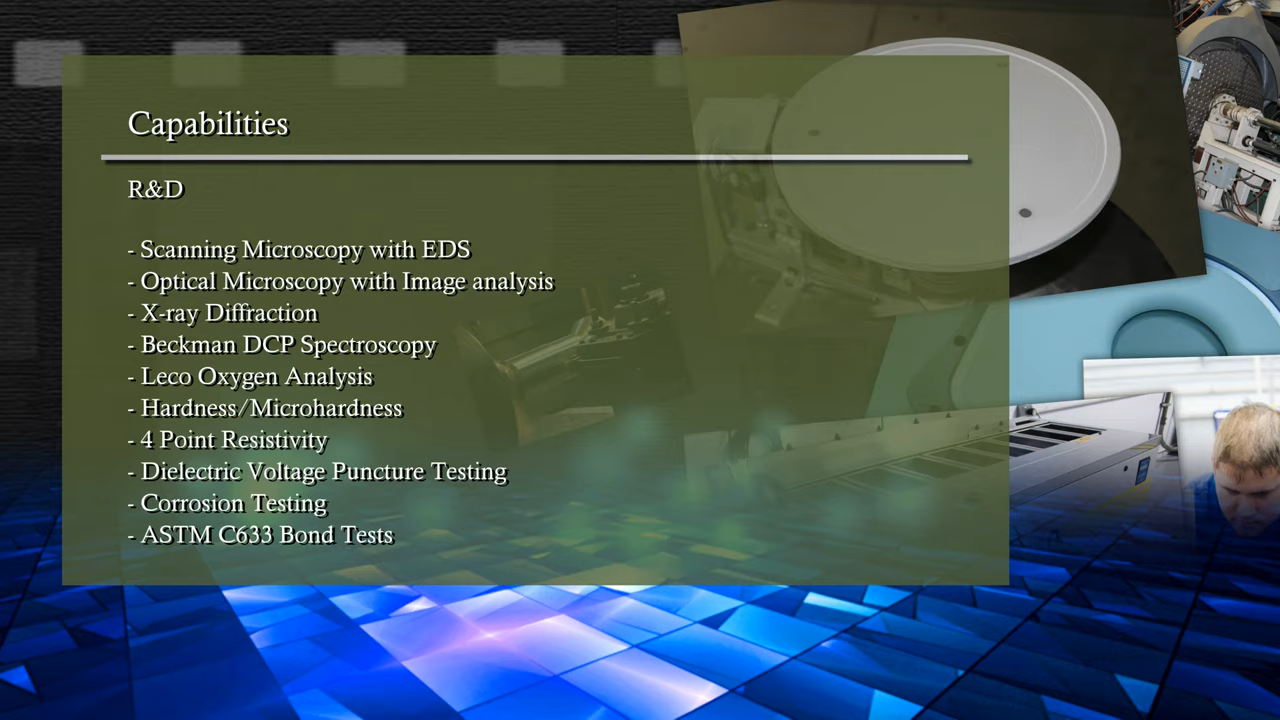 Capabilities
R&D
- Scanning Microscopy with EDS
- Optical Microscopy with Image analysis
- X-ray Diffraction
- Beckman DCP Spectroscopy
- Leco Oxygen Analysis
- Hardness/Microhardness
- 4 Point Resistivity
- Dielectric Voltage Puncture Testing
- Corrosion Testing
- ASTM C633 Bond Tests